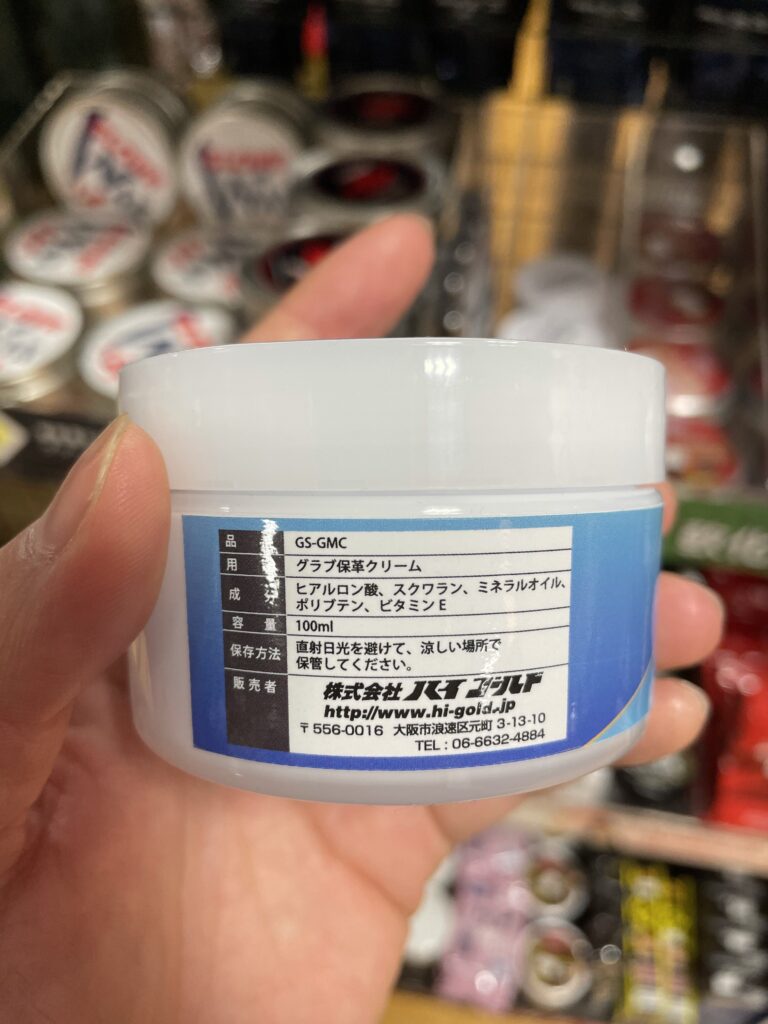 品 GS-GMC
用 グラブ保革クリーム
成 分 ヒアルロン酸、スクワラン、ミネラルオイル、
ポリブテン、ビタミンE
容 量 100ml
保存方法 直射日光を避けて、涼しい場所で
保管してください。
販売者 株式会社 ハイゴールド
http://www.hi-gold.jp
〒556-0016 大阪市浪速区元町 3-13-10
TEL : 06-6632-4884